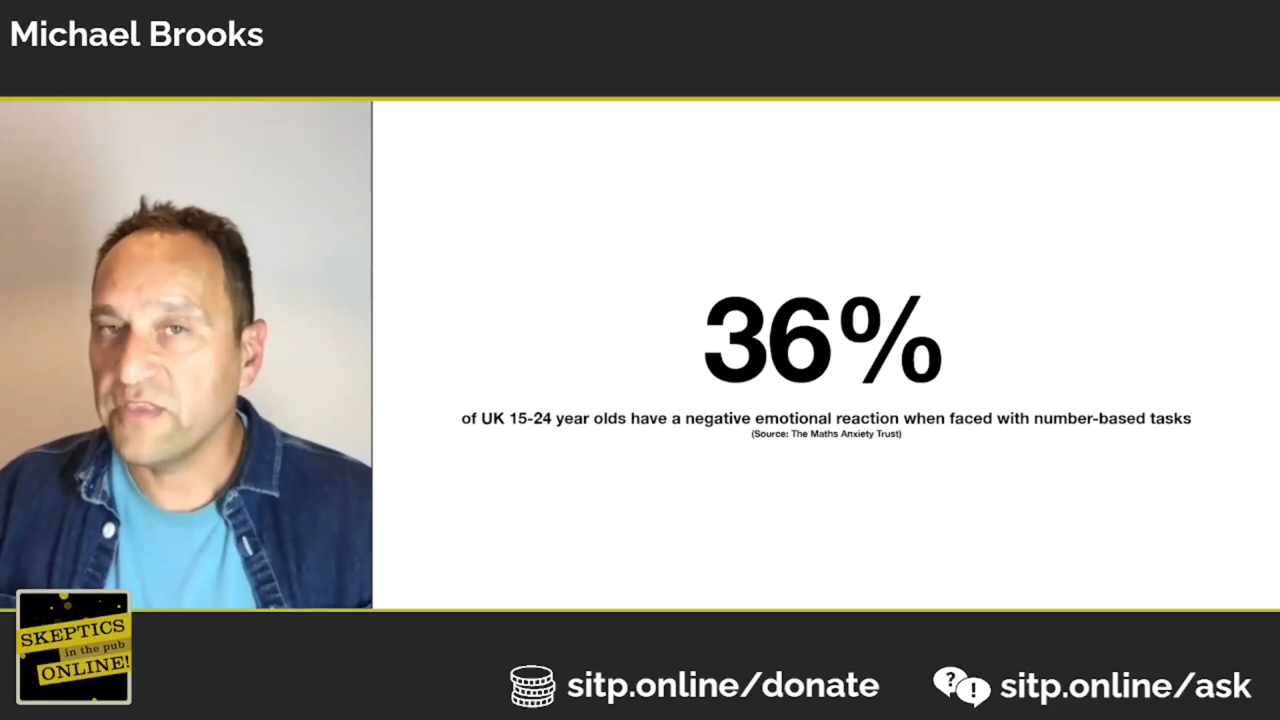 Michael Brooks
36%
of UK 15-24 year olds have a negative emotional reaction when faced with number-based tasks
(Source: The Maths Anxiety Trust)
SKEPTICS
in the pub
ONLINE!
sitp.online/donate
sitp.online/ask